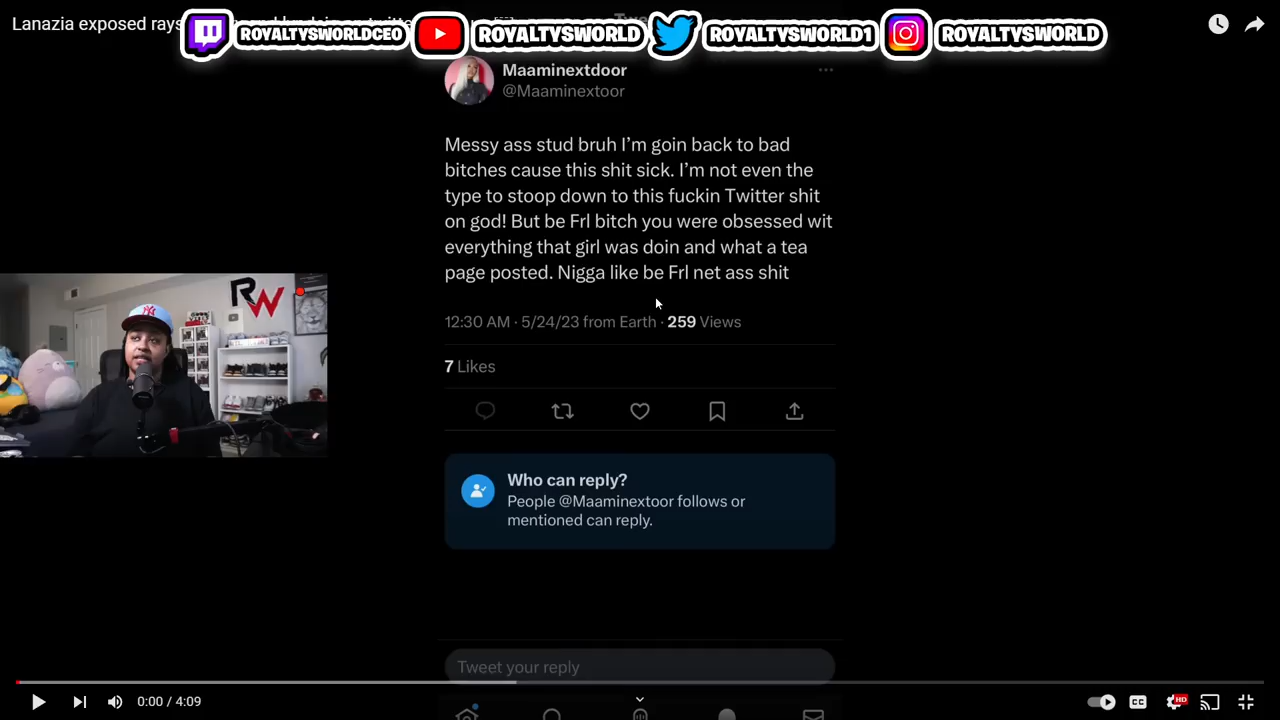 Lanazia exposed rays
ROYALTYSWORLDCEO
ROYALTYSWORLD
ROYALTYSWORLD1
ROYALTYSWORLD
Maaminextdoor
@Maaminextoor
Messy ass stud bruh I’m goin back to bad
bitches cause this shit sick. I’m not even the
type to stoop down to this fuckin Twitter shit
on god! But be Frl bitch you were obsessed wit
everything that girl was doin and what a tea
page posted. Nigga like be Frl net ass shit
12:30 AM · 5/24/23 from Earth · 259 Views
7 Likes
Who can reply?
People @Maaminextoor follows or
mentioned can reply.
RW
Tweet your reply
0:00 / 4:09
CC
HD